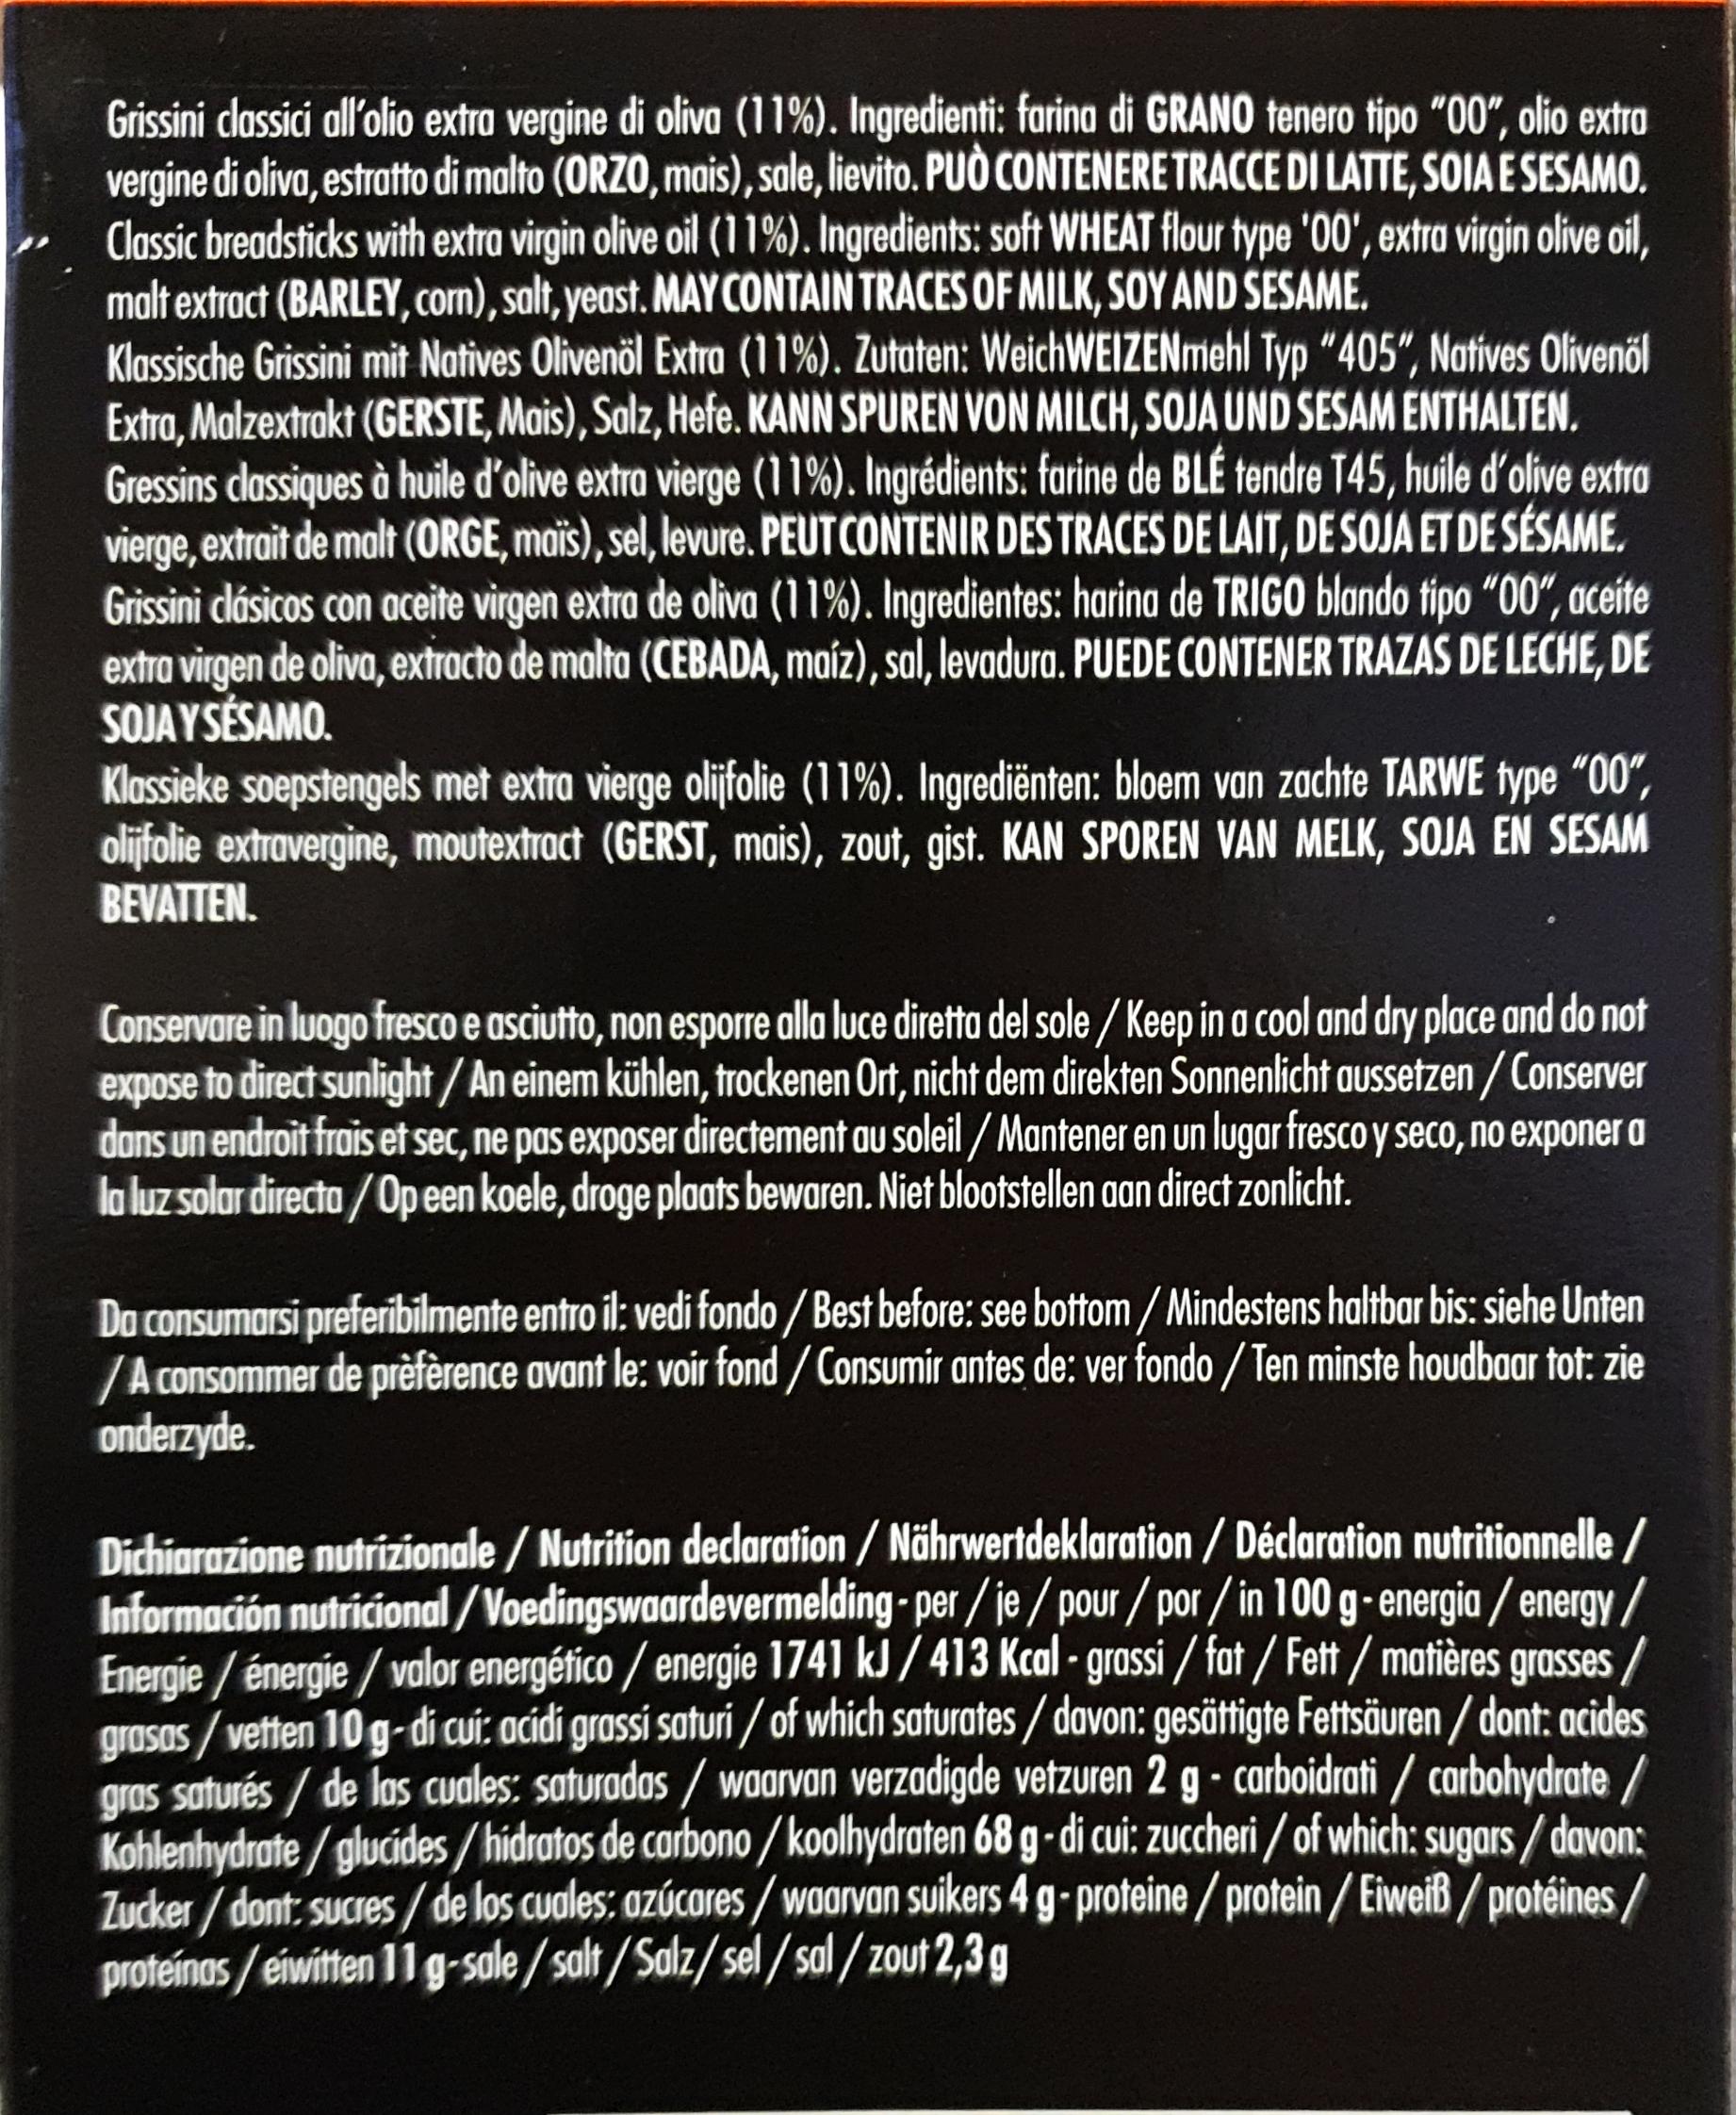 Grissini classici all'olio extra vergine di oliva (11%). Ingredienti: farina di GRANO tenero tipo "00", olio extra
vergine di oliva, estratto di malto (ORZO, mais), sale, lievito. PUÒ CONTENERE TRACCE DI LATTE, SOIA E SESAMO.
Classic breadsticks with extra virgin olive oil (11%). Ingredients: soft WHEAT flour type '00', extra virgin olive oil,
malt extract (BARLEY, corn), salt, yeast. MAY CONTAIN TRACES OF MILK, SOY AND SESAME.
Klassische Grissini mit Natives Olivenöl Extra (11%). Zutaten: WeichWEIZENmehl Typ "405", Natives Olivenöl
Extra, Malzextrakt (GERSTE, Mais), Salz, Hefe. KANN SPUREN VON MILCH, SOJA UND SESAM ENTHALTEN.
Gressins classiques à huile d'olive extra vierge (11%). Ingrédients: farine de BLÉ tendre T45, huile d'olive extra
vierge, extrait de malt (ORGE, maïs), sel, levure. PEUT CONTENIR DES TRACES DE LAIT, DE SOJA ET DE SÉSAME.
Grissini clásicos con aceite virgen extra de oliva (11%). Ingredientes: harina de TRIGO blando tipo "00", aceite
extra virgen de oliva, extracto de malta (CEBADA, maíz), sal, levadura. PUEDE CONTENER TRAZAS DE LECHE, DE
SOJA Y SÉSAMO.
Klassieke soepstengels met extra vierge olijfolie (11%). Ingrediënten: bloem van zachte TARWE type "00",
olijfolie extravergine, moutextract (GERST, mais), zout, gist. KAN SPOREN VAN MELK, SOJA EN SESAM
BEVATTEN.
Conservare in luogo fresco e asciutto, non esporre alla luce diretta del sole / Keep in a cool and dry place and do not
expose to direct sunlight / An einem kühlen, trockenen Ort, nicht dem direkten Sonnenlicht aussetzen / Conserver
dans un endroit frais et sec, ne pas exposer directement au soleil / Mantener en un lugar fresco y seco, no exponer a
la luz solar directa / Op een koele, droge plaats bewaren. Niet blootstellen aan direct zonlicht.
Da consumarsi preferibilmente entro il: vedi fondo / Best before: see bottom / Mindestens haltbar bis: siehe Unten
/ A consommer de prèfèrence avant le: voir fond / Consumir antes de: ver fondo / Ten minste houdbaar tot: zie
onderzyde.
Dichiarazione nutrizionale / Nutrition declaration / Nährwertdeklaration / Déclaration nutritionnelle /
Información nutricional / Voedingswaardevermelding - per / je / pour / por / in 100 g - energia / energy /
Energie / énergie / valor energético / energie 1741 kJ / 413 Kcal - grassi / fat / Fett / matières grasses /
grasas / vetten 10 g - di cui: acidi grassi saturi / of which saturates / davon: gesättigte Fettsäuren / dont: acides
gras saturés / de las cuales: saturadas / waarvan verzadigde vetzuren 2 g - carboidrati / carbohydrate /
Kohlenhydrate / glucides / hidratos de carbono / koolhydraten 68 g - di cui: zuccheri / of which: sugars / davon:
Zucker / dont: sucres / de los cuales: azúcares / waarvan suikers 4 g - proteine / protein / Eiweiß / protéines /
proteínas / eiwitten 11 g - sale / salt / Salz / sel / sal / zout 2,3 g